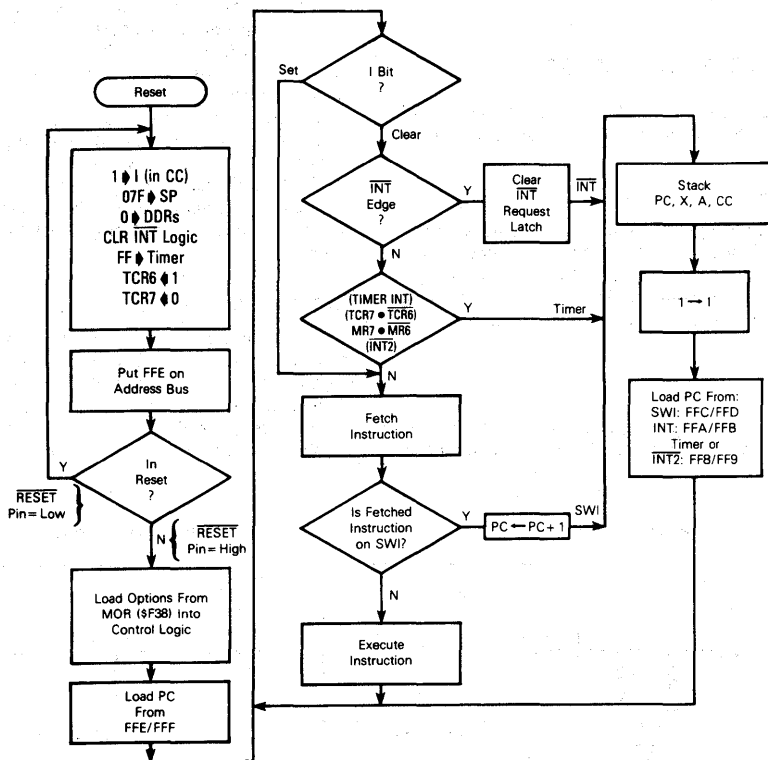 Reset
1 → I (in CC)
07F → SP
0 → DDRs
CLR INT Logic
FF → Timer
TCR6 ← 1
TCR7 ← 0
Put FFE on
Address Bus
In
Reset
?
Y
RESET
Pin = Low
N
RESET
Pin = High
Load Options From
MOR ($F38) Into
Control Logic
Load PC
From
FFE/FFF
I Bit
?
Set
Clear
INT
Edge
?
Y
Clear
INT
Request
Latch
INT
N
(TIMER INT)
(TCR7 • TCR6)
MR7 • MR6
(INT2)
Y
Timer
N
Fetch
Instruction
Is Fetched
Instruction
on SWI?
Y
PC ← PC + 1
SWI
N
Execute
Instruction
Stack
PC, X, A, CC
1 → I
Load PC From:
SWI: FFC/FFD
INT: FFA/FFB
Timer or
INT2: FF8/FF9